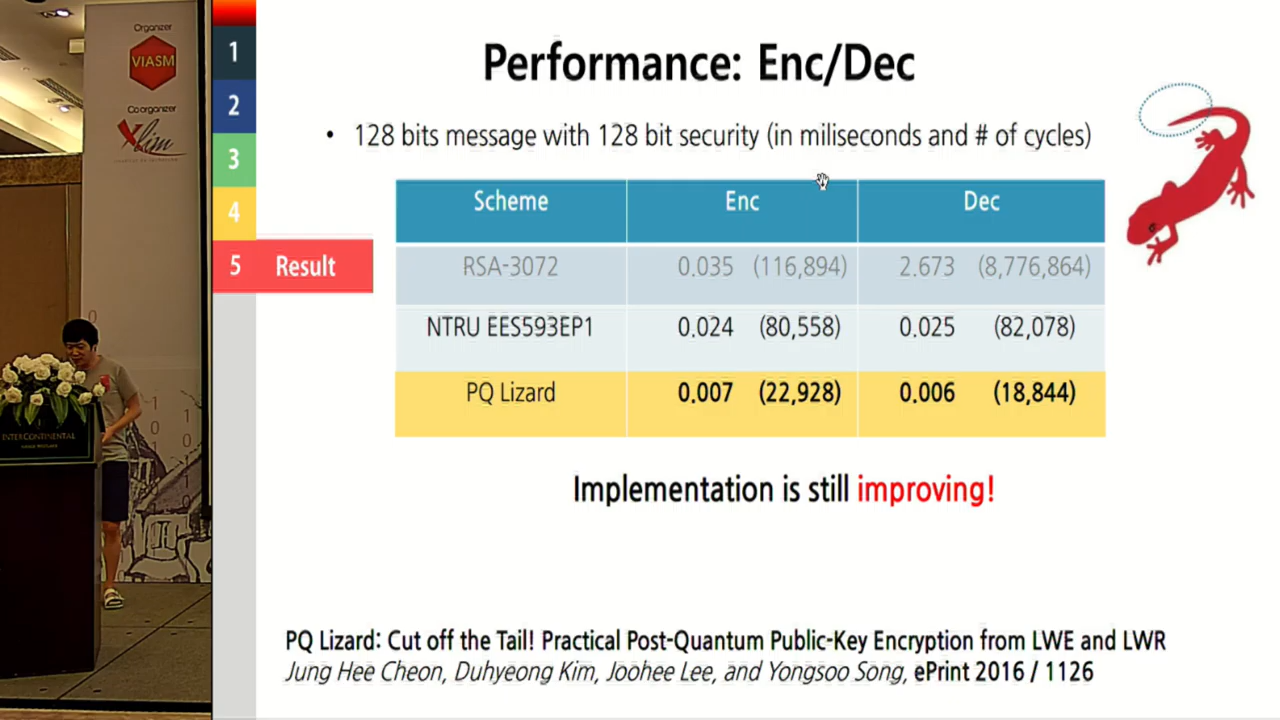 Organizer
VIASM
Coorganizer
Xlim
INTERCONTINENTAL
1
2
3
4
5 Result
Performance: Enc/Dec
• 128 bits message with 128 bit security (in miliseconds and # of cycles)
Scheme Enc Dec
RSA-3072 0.035 (116,894) 2.673 (8,776,864)
NTRU EES593EP1 0.024 (80,558) 0.025 (82,078)
PQ Lizard 0.007 (22,928) 0.006 (18,844)
Implementation is still improving!
PQ Lizard: Cut off the Tail! Practical Post-Quantum Public-Key Encryption from LWE and LWR
Jung Hee Cheon, Duhyeong Kim, Joohee Lee, and Yongsoo Song, ePrint 2016 / 1126